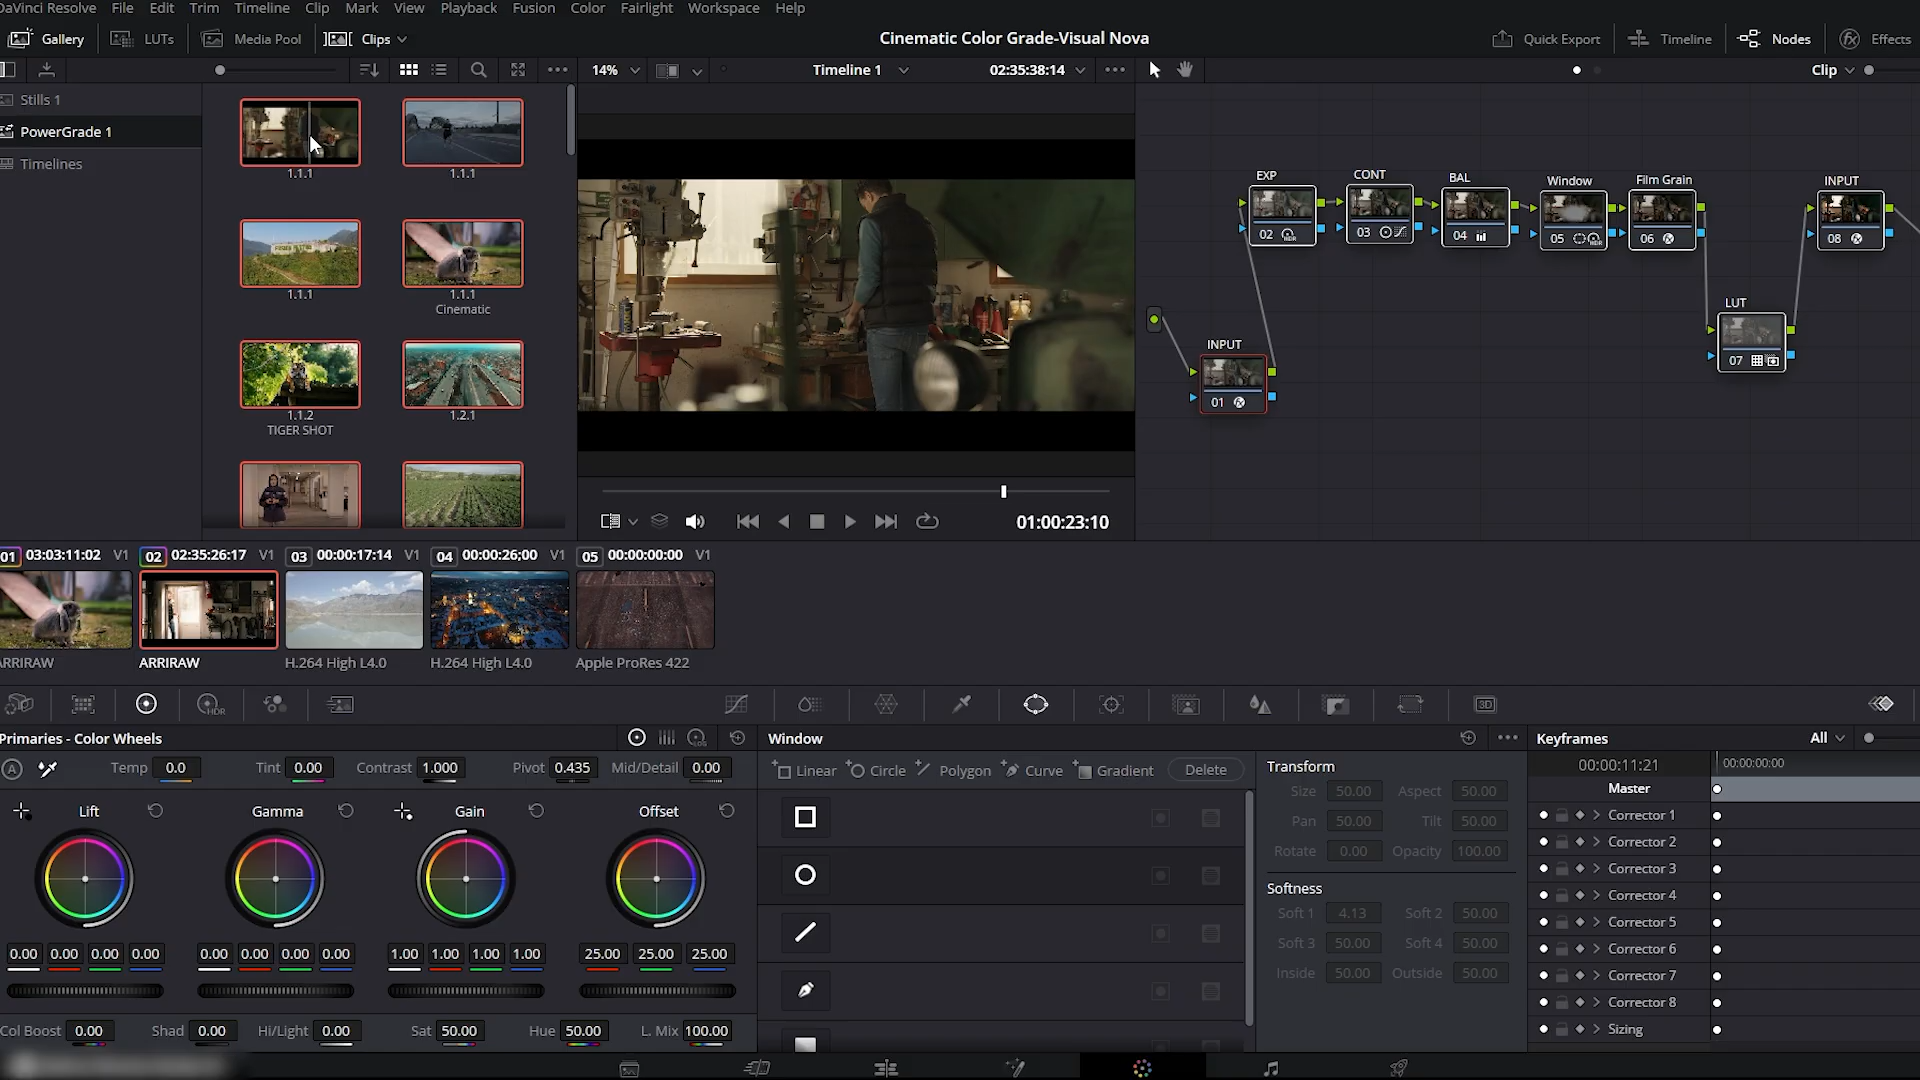 DaVinci Resolve File Edit Trim Timeline Clip Mark View Playback Fusion Color Fairlight Workspace Help
Gallery LUTs Media Pool Clips Cinematic Color Grade-Visual Nova Quick Export Timeline Nodes Effects
14% Timeline 1 02:35:38:14 Clip
Stills 1
PowerGrade 1
Timelines
1.1.1 1.1.1
1.1.1 1.1.1
Cinematic
1.1.2 1.2.1
TIGER SHOT
EXP CONT BAL Window Film Grain INPUT
02 HDR 03 04 05 HDR 06 08
LUT
07
INPUT
01
01:00:23:10
01 03:03:11:02 V1 02 02:35:26:17 V1 03 00:00:17:14 V1 04 00:00:26;00 V1 05 00:00:00:00 V1
ARRIRAW ARRIRAW H.264 High L4.0 H.264 High L4.0 Apple ProRes 422
HDR 3D
Primaries - Color Wheels LOG
A Temp 0.0 Tint 0.00 Contrast 1.000 Pivot 0.435 Mid/Detail 0.00
Lift Gamma Gain Offset
0.00 0.00 0.00 0.00 0.00 0.00 0.00 0.00 1.00 1.00 1.00 1.00 25.00 25.00 25.00
Col Boost 0.00 Shad 0.00 Hi/Light 0.00 Sat 50.00 Hue 50.00 L. Mix 100.00
Window
Linear Circle Polygon Curve Gradient Delete
Transform
Size 50.00 Aspect 50.00
Pan 50.00 Tilt 50.00
Rotate 0.00 Opacity 100.00
Softness
Soft 1 4.13 Soft 2 50.00
Soft 3 50.00 Soft 4 50.00
Inside 50.00 Outside 50.00
Keyframes All
00:00:11:21 00:00:00:00
Master
Corrector 1
Corrector 2
Corrector 3
Corrector 4
Corrector 5
Corrector 6
Corrector 7
Corrector 8
Sizing